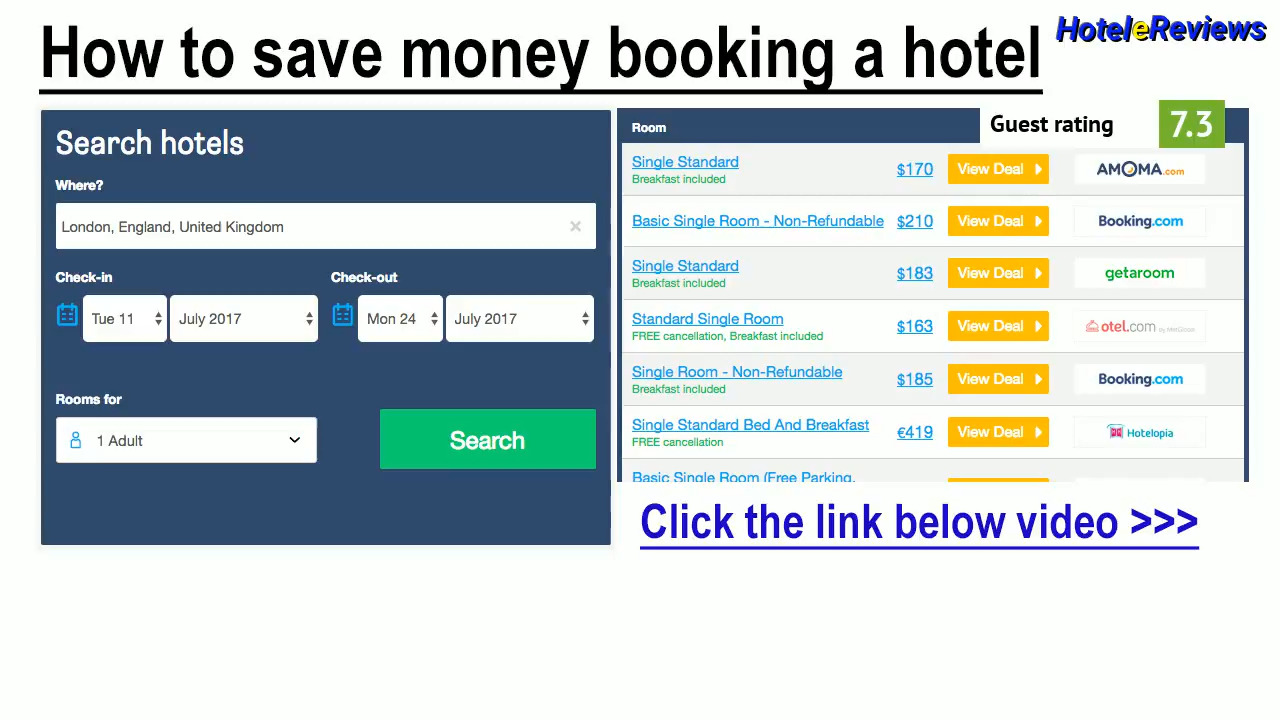 How to save money booking a hotel
HoteleReviews
Search hotels
Where?
London, England, United Kingdom
Check-in
Check-out
Tue 11
July 2017
Mon 24
July 2017
Rooms for
1 Adult
Search
Room
Guest rating
7.3
Single Standard
Breakfast included
$170
View Deal
AMOMA.com
Basic Single Room - Non-Refundable
$210
View Deal
Booking.com
Single Standard
Breakfast included
$183
View Deal
getaroom
Standard Single Room
FREE cancellation, Breakfast included
$163
View Deal
otel.com
Single Room - Non-Refundable
Breakfast included
$185
View Deal
Booking.com
Single Standard Bed And Breakfast
FREE cancellation
€419
View Deal
Hotelopia
Basic Single Room (Free Parking,
Click the link below video >>>